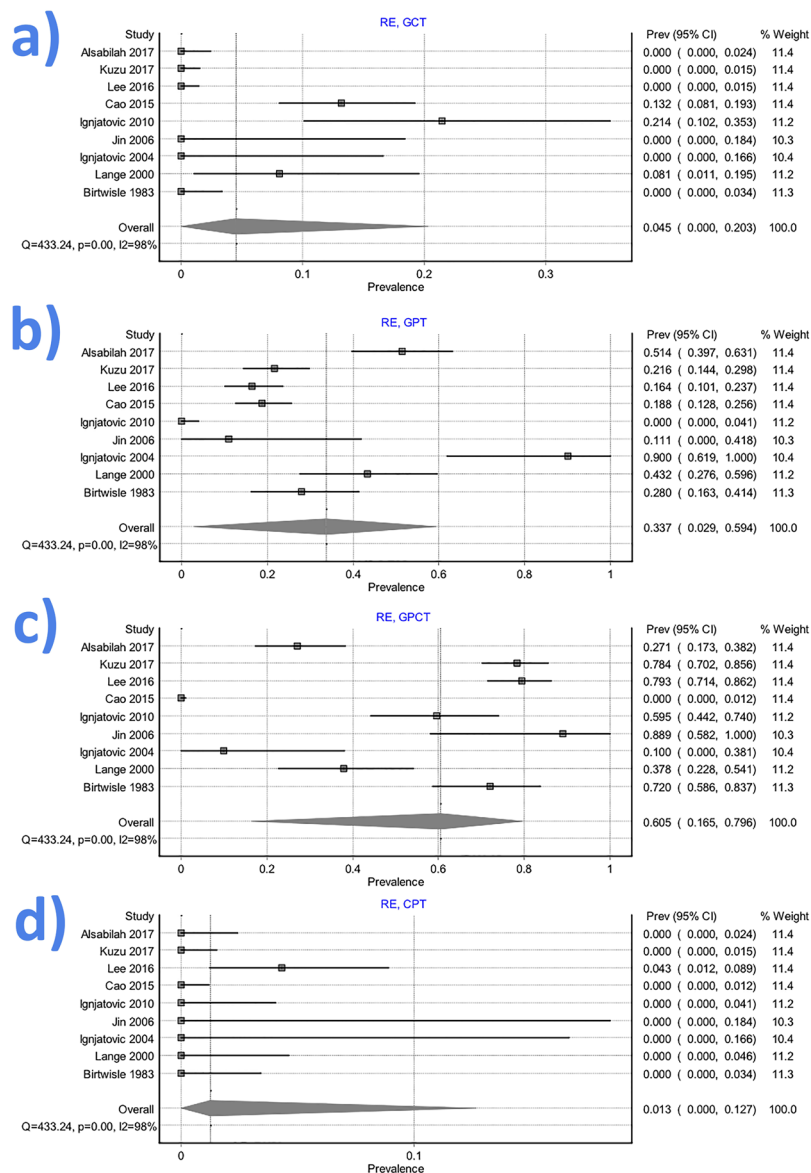 a)
RE, GCT
Study Prev (95% CI) % Weight
Alsabilah 2017 0.000 ( 0.000, 0.024) 11.4
Kuzu 2017 0.000 ( 0.000, 0.015) 11.4
Lee 2016 0.000 ( 0.000, 0.015) 11.4
Cao 2015 0.132 ( 0.081, 0.193) 11.4
Ignjatovic 2010 0.214 ( 0.102, 0.353) 11.2
Jin 2006 0.000 ( 0.000, 0.184) 10.3
Ignjatovic 2004 0.000 ( 0.000, 0.166) 10.4
Lange 2000 0.081 ( 0.011, 0.195) 11.2
Birtwisle 1983 0.000 ( 0.000, 0.034) 11.3
Overall 0.045 ( 0.000, 0.203) 100.0
Q=433.24, p=0.00, I2=98%
0 0.1 0.2 0.3
Prevalence
b)
RE, GPT
Study Prev (95% CI) % Weight
Alsabilah 2017 0.514 ( 0.397, 0.631) 11.4
Kuzu 2017 0.216 ( 0.144, 0.298) 11.4
Lee 2016 0.164 ( 0.101, 0.237) 11.4
Cao 2015 0.188 ( 0.128, 0.256) 11.4
Ignjatovic 2010 0.000 ( 0.000, 0.041) 11.2
Jin 2006 0.111 ( 0.000, 0.418) 10.3
Ignjatovic 2004 0.900 ( 0.619, 1.000) 10.4
Lange 2000 0.432 ( 0.276, 0.596) 11.2
Birtwisle 1983 0.280 ( 0.163, 0.414) 11.3
Overall 0.337 ( 0.029, 0.594) 100.0
Q=433.24, p=0.00, I2=98%
0 0.2 0.4 0.6 0.8 1
Prevalence
c)
RE, GPCT
Study Prev (95% CI) % Weight
Alsabilah 2017 0.271 ( 0.173, 0.382) 11.4
Kuzu 2017 0.784 ( 0.702, 0.856) 11.4
Lee 2016 0.793 ( 0.714, 0.862) 11.4
Cao 2015 0.000 ( 0.000, 0.012) 11.4
Ignjatovic 2010 0.595 ( 0.442, 0.740) 11.2
Jin 2006 0.889 ( 0.582, 1.000) 10.3
Ignjatovic 2004 0.100 ( 0.000, 0.381) 10.4
Lange 2000 0.378 ( 0.228, 0.541) 11.2
Birtwisle 1983 0.720 ( 0.586, 0.837) 11.3
Overall 0.605 ( 0.165, 0.796) 100.0
Q=433.24, p=0.00, I2=98%
0 0.2 0.4 0.6 0.8 1
Prevalence
d)
RE, CPT
Study Prev (95% CI) % Weight
Alsabilah 2017 0.000 ( 0.000, 0.024) 11.4
Kuzu 2017 0.000 ( 0.000, 0.015) 11.4
Lee 2016 0.043 ( 0.012, 0.089) 11.4
Cao 2015 0.000 ( 0.000, 0.012) 11.4
Ignjatovic 2010 0.000 ( 0.000, 0.041) 11.2
Jin 2006 0.000 ( 0.000, 0.184) 10.3
Ignjatovic 2004 0.000 ( 0.000, 0.166) 10.4
Lange 2000 0.000 ( 0.000, 0.046) 11.2
Birtwisle 1983 0.000 ( 0.000, 0.034) 11.3
Overall 0.013 ( 0.000, 0.127) 100.0
Q=433.24, p=0.00, I2=98%
0 0.1
Prevalence